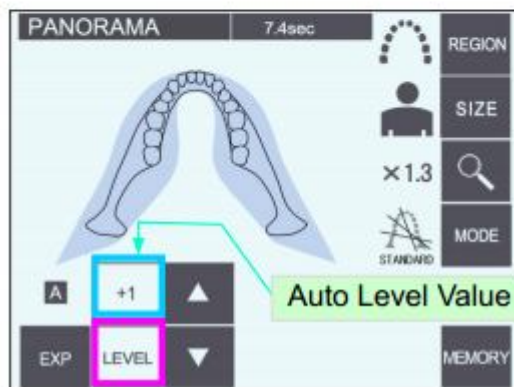 PANORAMA 7.4sec
REGION
SIZE
×1.3
STANDARD
MODE
A
+1
▲
Auto Level Value
EXP
LEVEL
▼
MEMORY